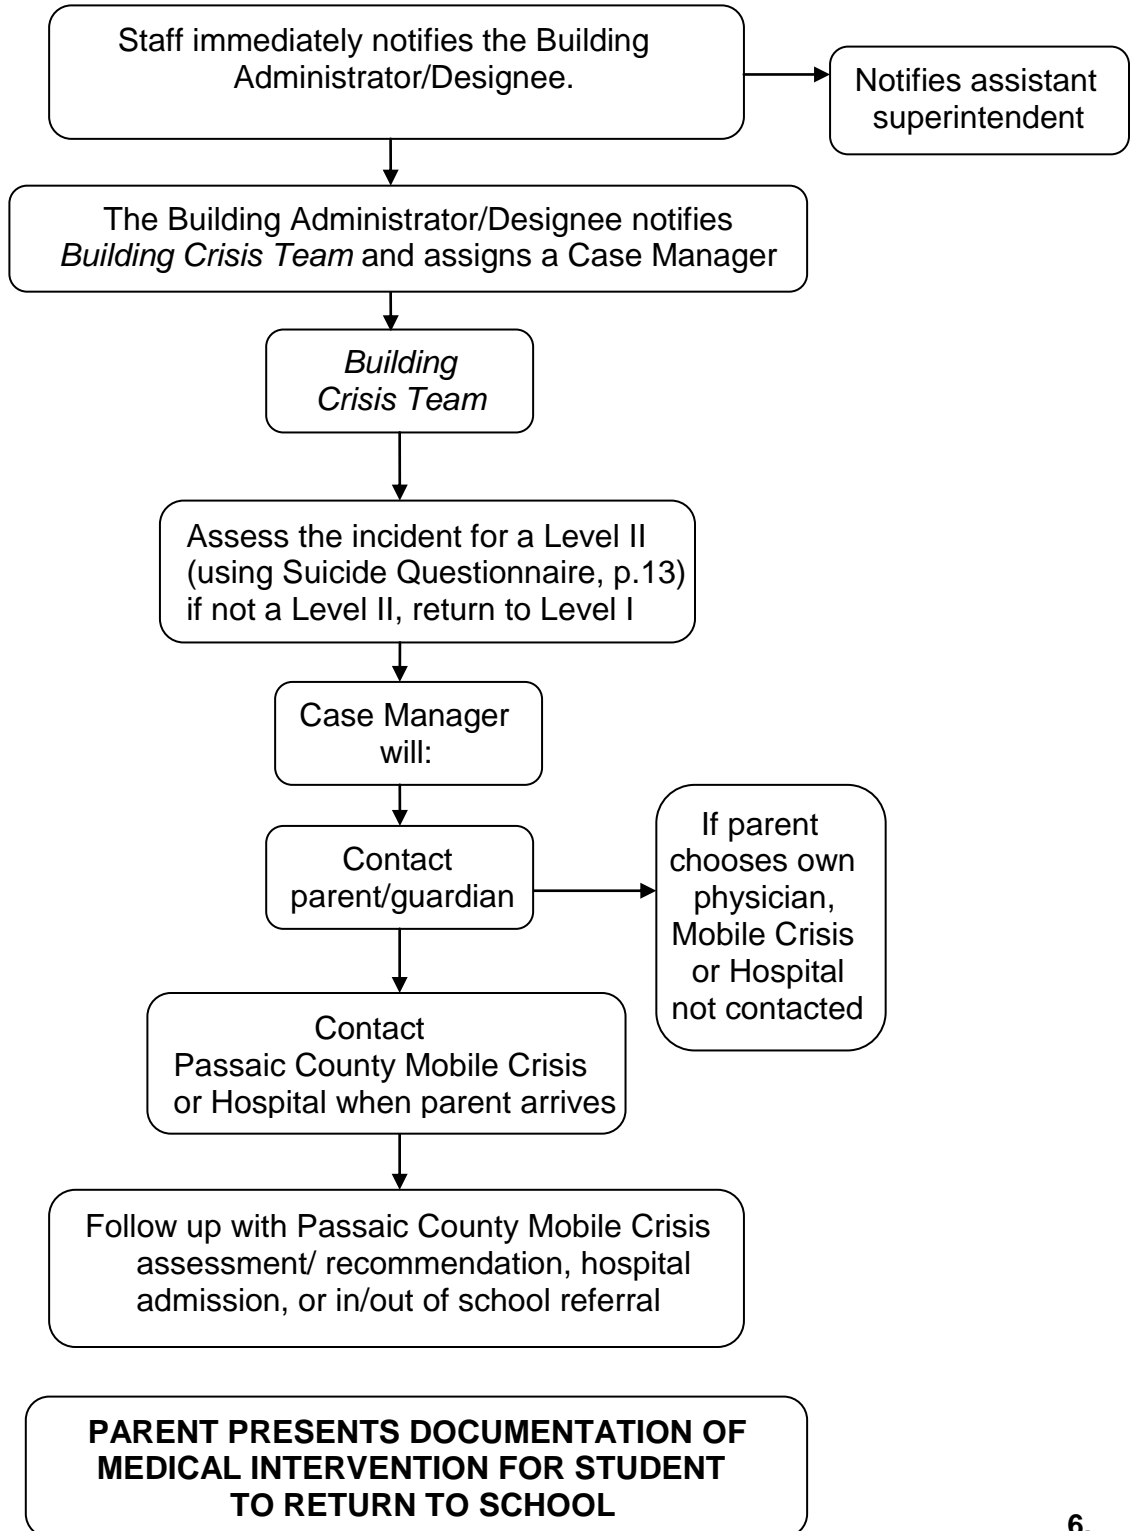 Staff immediately notifies the Building
Administrator/Designee.
Notifies assistant
superintendent
The Building Administrator/Designee notifies
Building Crisis Team and assigns a Case Manager
Building
Crisis Team
Assess the incident for a Level II
(using Suicide Questionnaire, p.13)
if not a Level II, return to Level I
Case Manager
will:
Contact
parent/guardian
If parent
chooses own
physician,
Mobile Crisis
or Hospital
not contacted
Contact
Passaic County Mobile Crisis
or Hospital when parent arrives
Follow up with Passaic County Mobile Crisis
assessment/ recommendation, hospital
admission, or in/out of school referral
PARENT PRESENTS DOCUMENTATION OF
MEDICAL INTERVENTION FOR STUDENT
TO RETURN TO SCHOOL
6.